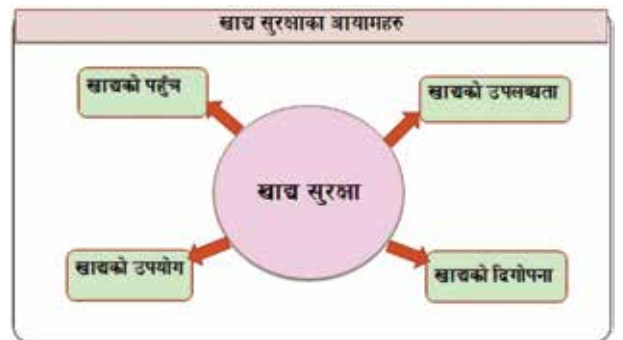 खाद्य सुरक्षाका आयामहरु
खाद्यको पहुँच
खाद्यको उपलब्धता
खाद्य सुरक्षा
खाद्यको उपयोग
खाद्यको दिगोपना